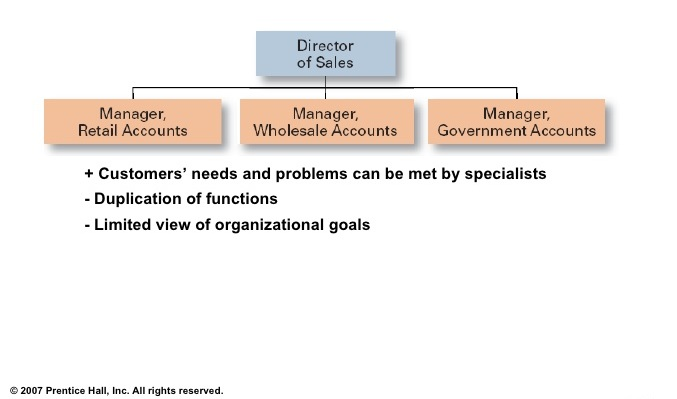 Director
of Sales
Manager,
Retail Accounts
Manager,
Wholesale Accounts
Manager,
Government Accounts
+ Customers’ needs and problems can be met by specialists
- Duplication of functions
- Limited view of organizational goals
© 2007 Prentice Hall, Inc. All rights reserved.